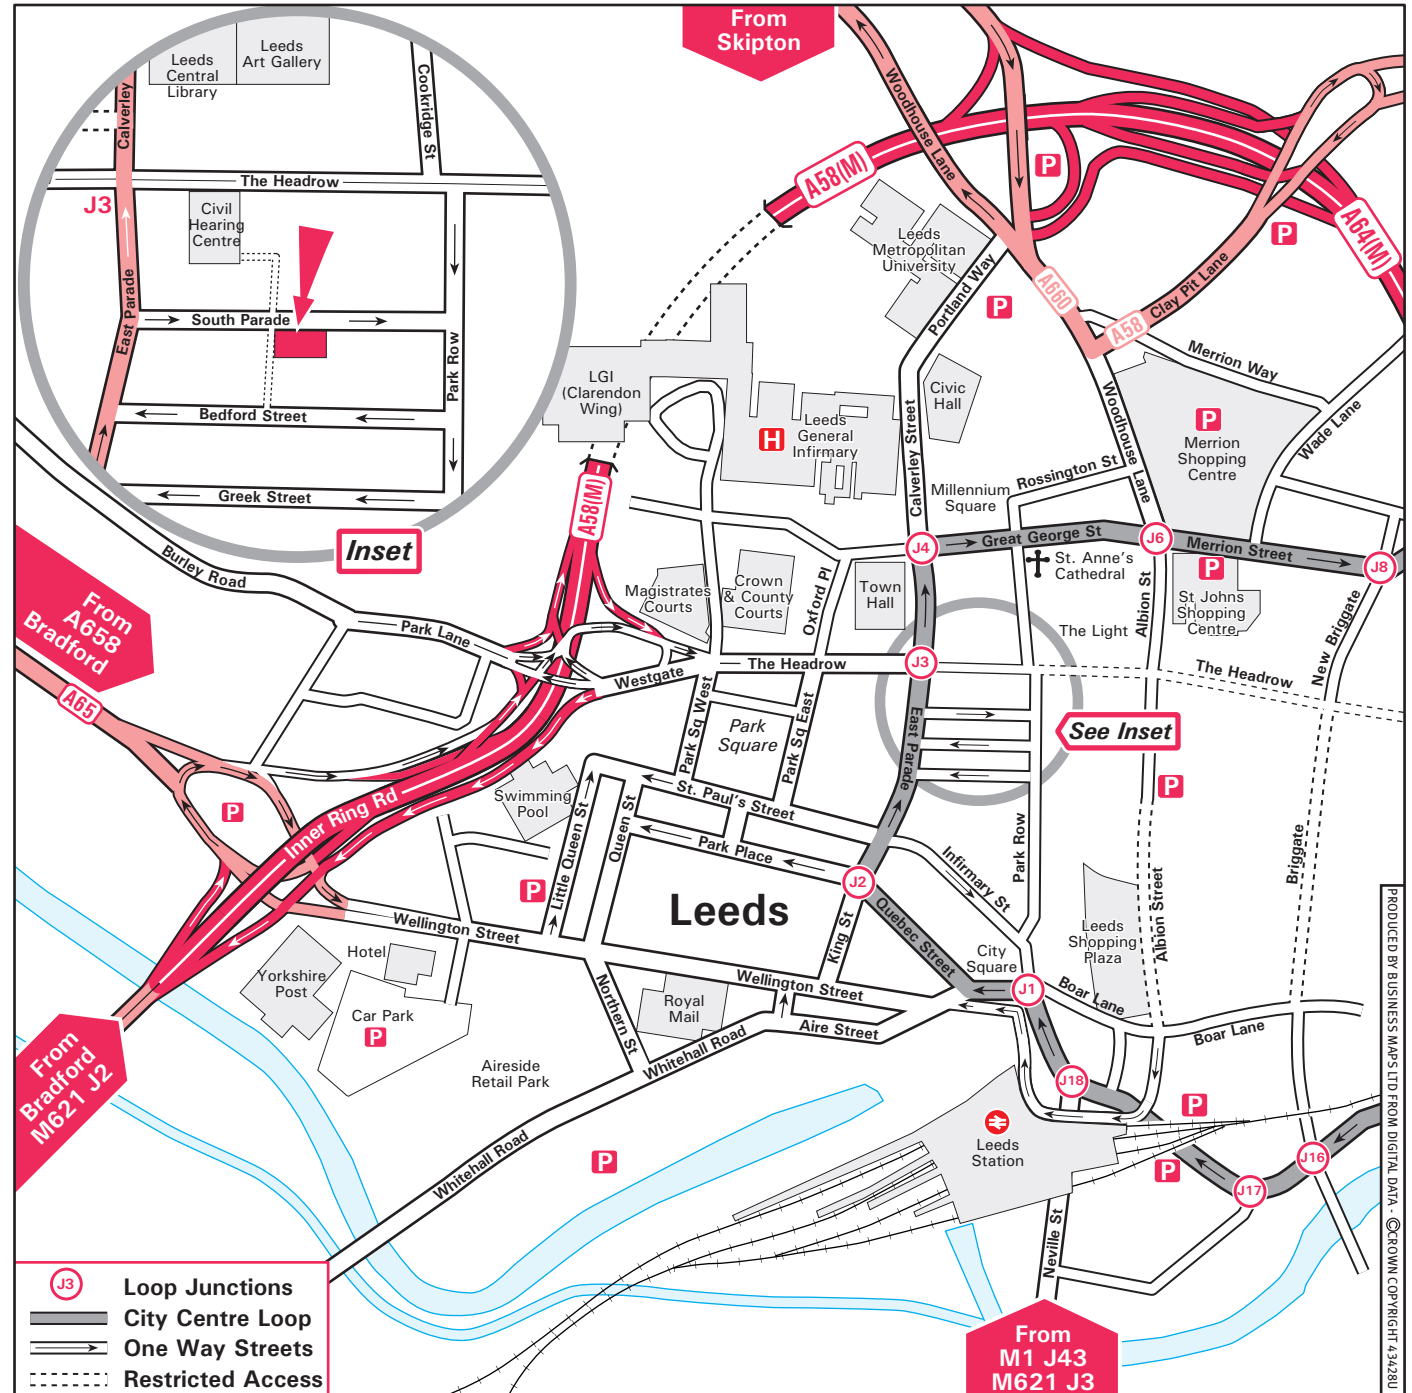 From
Skipton
Leeds
Central
Library
Leeds
Art Gallery
Cookridge St
Calverley
The Headrow
J3
Civil
Hearing
Centre
East Parade
South Parade
Park Row
Bedford Street
Greek Street
Inset
Woodhouse Lane
A58(M)
P
Leeds
Metropolitan
University
P
A64(M)
Portland Way
P
A660
A58
Clay Pit Lane
Merrion Way
Wade Lane
LGI
(Clarendon
Wing)
H
Leeds
General
Infirmary
Civic
Hall
Calverley Street
Woodhouse Lane
P
Merrion
Shopping
Centre
Rossington St
Millennium
Square
A58(M)
Burley Road
J4
Great George St
J6
Merrion Street
J8
St. Anne's
Cathedral
P
St Johns
Shopping
Centre
Albion St
New Briggate
Magistrates
Courts
Crown
& County
Courts
Oxford Pl
Town
Hall
The Light
From
A658
Bradford
Park Lane
Westgate
The Headrow
J3
The Headrow
A65
Park Sq West
Park
Square
Park Sq East
East Parade
See Inset
P
Swimming
Pool
St. Paul's Street
P
Inner Ring Rd
Little Queen St
Queen St
Park Place
Infirmary St
Park Row
Briggate
J2
P
Leeds
Quebec Street
King St
Leeds
Shopping
Plaza
Albion Street
City
Square
Wellington Street
Hotel
Yorkshire
Post
Car Park
P
Northern St
Royal
Mail
Wellington Street
J1
Boar Lane
Boar Lane
Aire Street
Whitehall Road
Aireside
Retail Park
J18
From
Bradford
M621 J2
P
Leeds
Station
P
J16
P
J17
Whitehall Road
Neville St
From
M1 J43
M621 J3
J3
Loop Junctions
City Centre Loop
One Way Streets
Restricted Access
PRODUCED BY BUSINESS MAPS LTD FROM DIGITAL DATA - ©CROWN COPYRIGHT 43428U